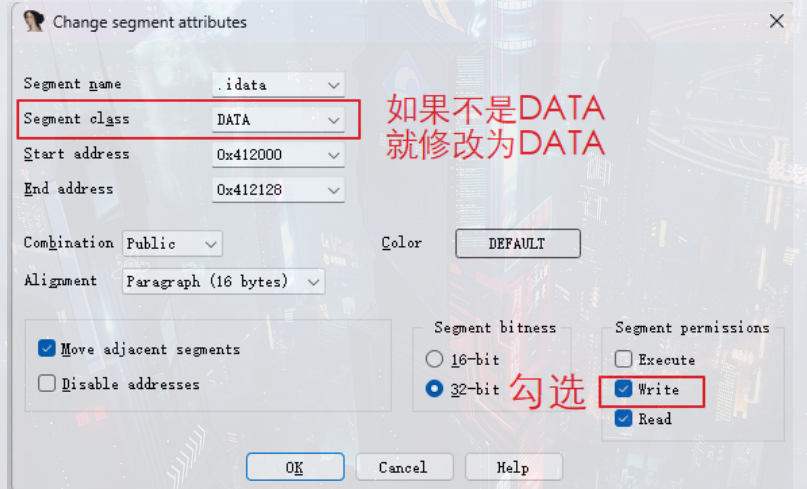 Change segment attributes
Segment name .idata
Segment class DATA
如果不是DATA
就修改为DATA
Start address 0x412000
End address 0x412128
Combination Public
Color DEFAULT
Alignment Paragraph (16 bytes)
Move adjacent segments
Disable addresses
Segment bitness
16-bit
32-bit
勾选
Segment permissions
Execute
Write
Read
OK
Cancel
Help